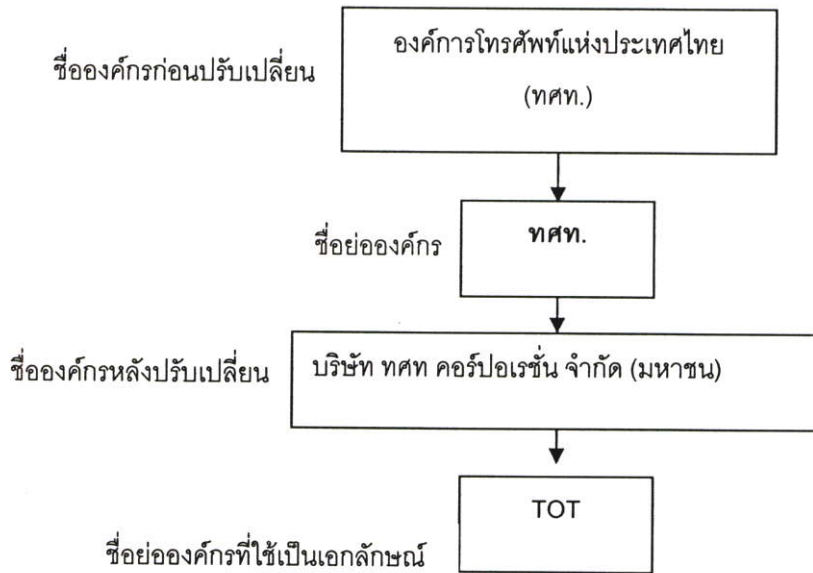 องค์การโทรศัพท์แห่งประเทศไทย
ชื่อองค์กรก่อนปรับเปลี่ยน
(ทศท.)
ทศท.
ชื่อย่อองค์กร
ชื่อองค์กรหลังปรับเปลี่ยน
บริษัท ทศท คอร์ปอเรชั่น จำกัด (มหาชน)
TOT
ชื่อย่อองค์กรที่ใช้เป็นเอกลักษณ์